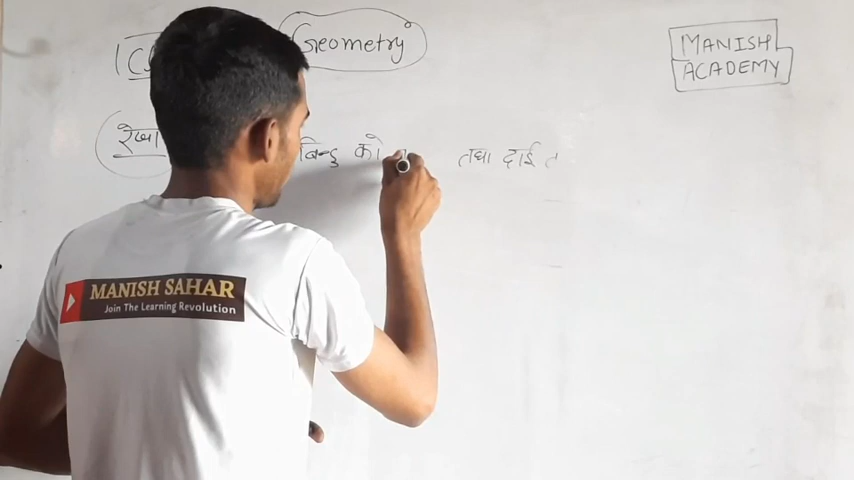 Geometry
MANISH
ACADEMY
रेखा
बिन्दु को
तथा दाई
MANISH SAHAR
Join The Learning Revolution